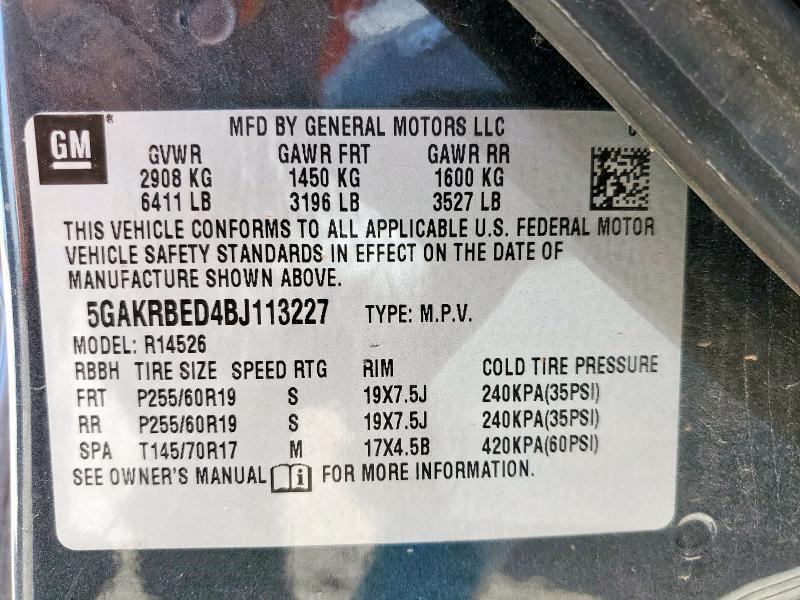 GM
MFD BY GENERAL MOTORS LLC
GVWR GAWR FRT GAWR RR
2908 KG 1450 KG 1600 KG
6411 LB 3196 LB 3527 LB
THIS VEHICLE CONFORMS TO ALL APPLICABLE U.S. FEDERAL MOTOR
VEHICLE SAFETY STANDARDS IN EFFECT ON THE DATE OF
MANUFACTURE SHOWN ABOVE.
5GAKRBED4BJ113227 TYPE: M.P.V.
MODEL: R14526
RBBH TIRE SIZE SPEED RTG RIM COLD TIRE PRESSURE
FRT P255/60R19 S 19X7.5J 240KPA(35PSI)
RR P255/60R19 S 19X7.5J 240KPA(35PSI)
SPA T145/70R17 M 17X4.5B 420KPA(60PSI)
SEE OWNER'S MANUAL FOR MORE INFORMATION.